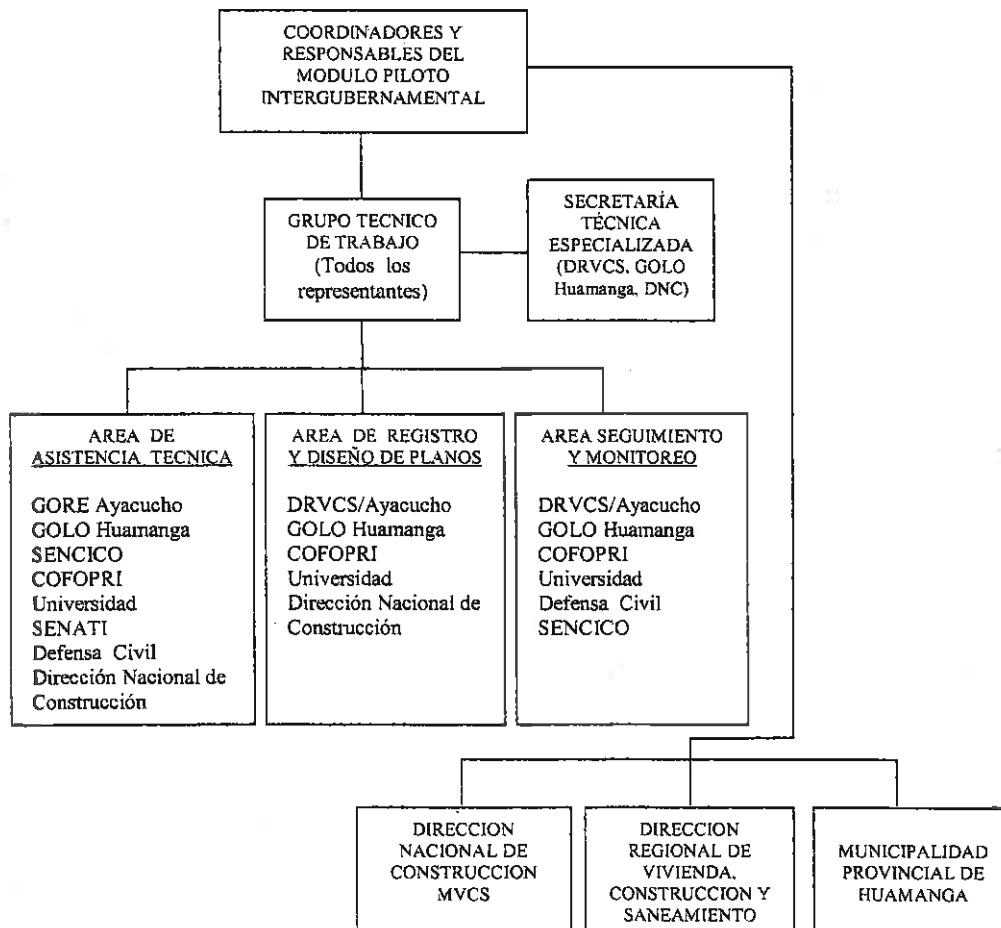 COORDINADORES Y
RESPONSABLES DEL
MODULO PILOTO
INTERGUBERNAMENTAL
GRUPO TECNICO
DE TRABAJO
(Todos los
representantes)
SECRETARÍA
TÉCNICA
ESPECIALIZADA
(DRVCS, GOLO
Huamanga, DNC)
AREA DE
ASISTENCIA TECNICA
GORE Ayacucho
GOLO Huamanga
SENCICO
COFOPRI
Universidad
SENATI
Defensa Civil
Dirección Nacional de
Construcción
AREA DE REGISTRO
Y DISEÑO DE PLANOS
DRVCS/Ayacucho
GOLO Huamanga
COFOPRI
Universidad
Dirección Nacional de
Construcción
AREA SEGUIMIENTO
Y MONITOREO
DRVCS/Ayacucho
GOLO Huamanga
COFOPRI
Universidad
Defensa Civil
SENCICO
DIRECCION
NACIONAL DE
CONSTRUCCION
MVCS
DIRECCION
REGIONAL DE
VIVIENDA,
CONSTRUCCION Y
SANEAMIENTO
MUNICIPALIDAD
PROVINCIAL DE
HUAMANGA